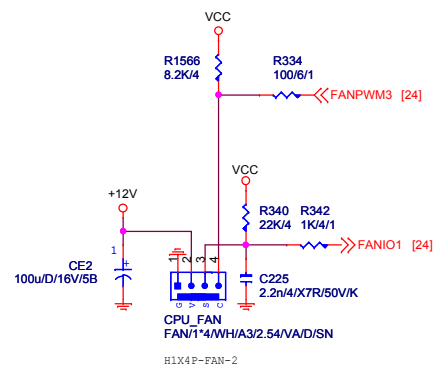 VCC
R1566
8.2K/4
R334
100/6/1
FANPWM3 [24]
VCC
+12V
R340
22K/4
R342
1K/4/1
FANIO1 [24]
1
CE2
100u/D/16V/5B
+
1
2
3
4
G
V
S
C
C225
2.2n/4/X7R/50V/K
CPU_FAN
FAN/1*4/WH/A3/2.54/VA/D/SN
H1X4P-FAN-2